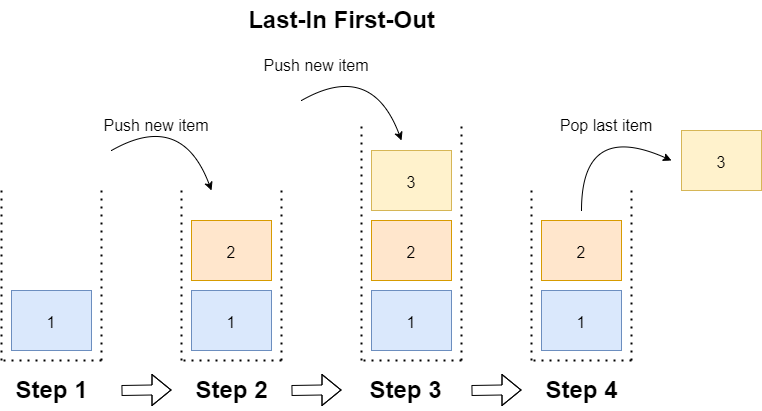 Last-In First-Out
Push new item
Push new item
Pop last item
3
3
2
2
2
1
1
1
1
Step 1
Step 2
Step 3
Step 4